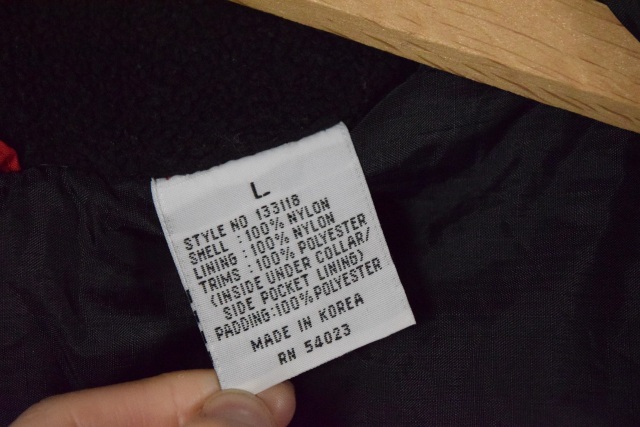 L
STYLE NO 133118
SHELL :100% NYLON
LINING :100% NYLON
TRIMS :100% POLYESTER
(INSIDE UNDER COLLAR/
SIDE POCKET LINING)
PADDING:100%POLYESTER
MADE IN KOREA
RN 54023